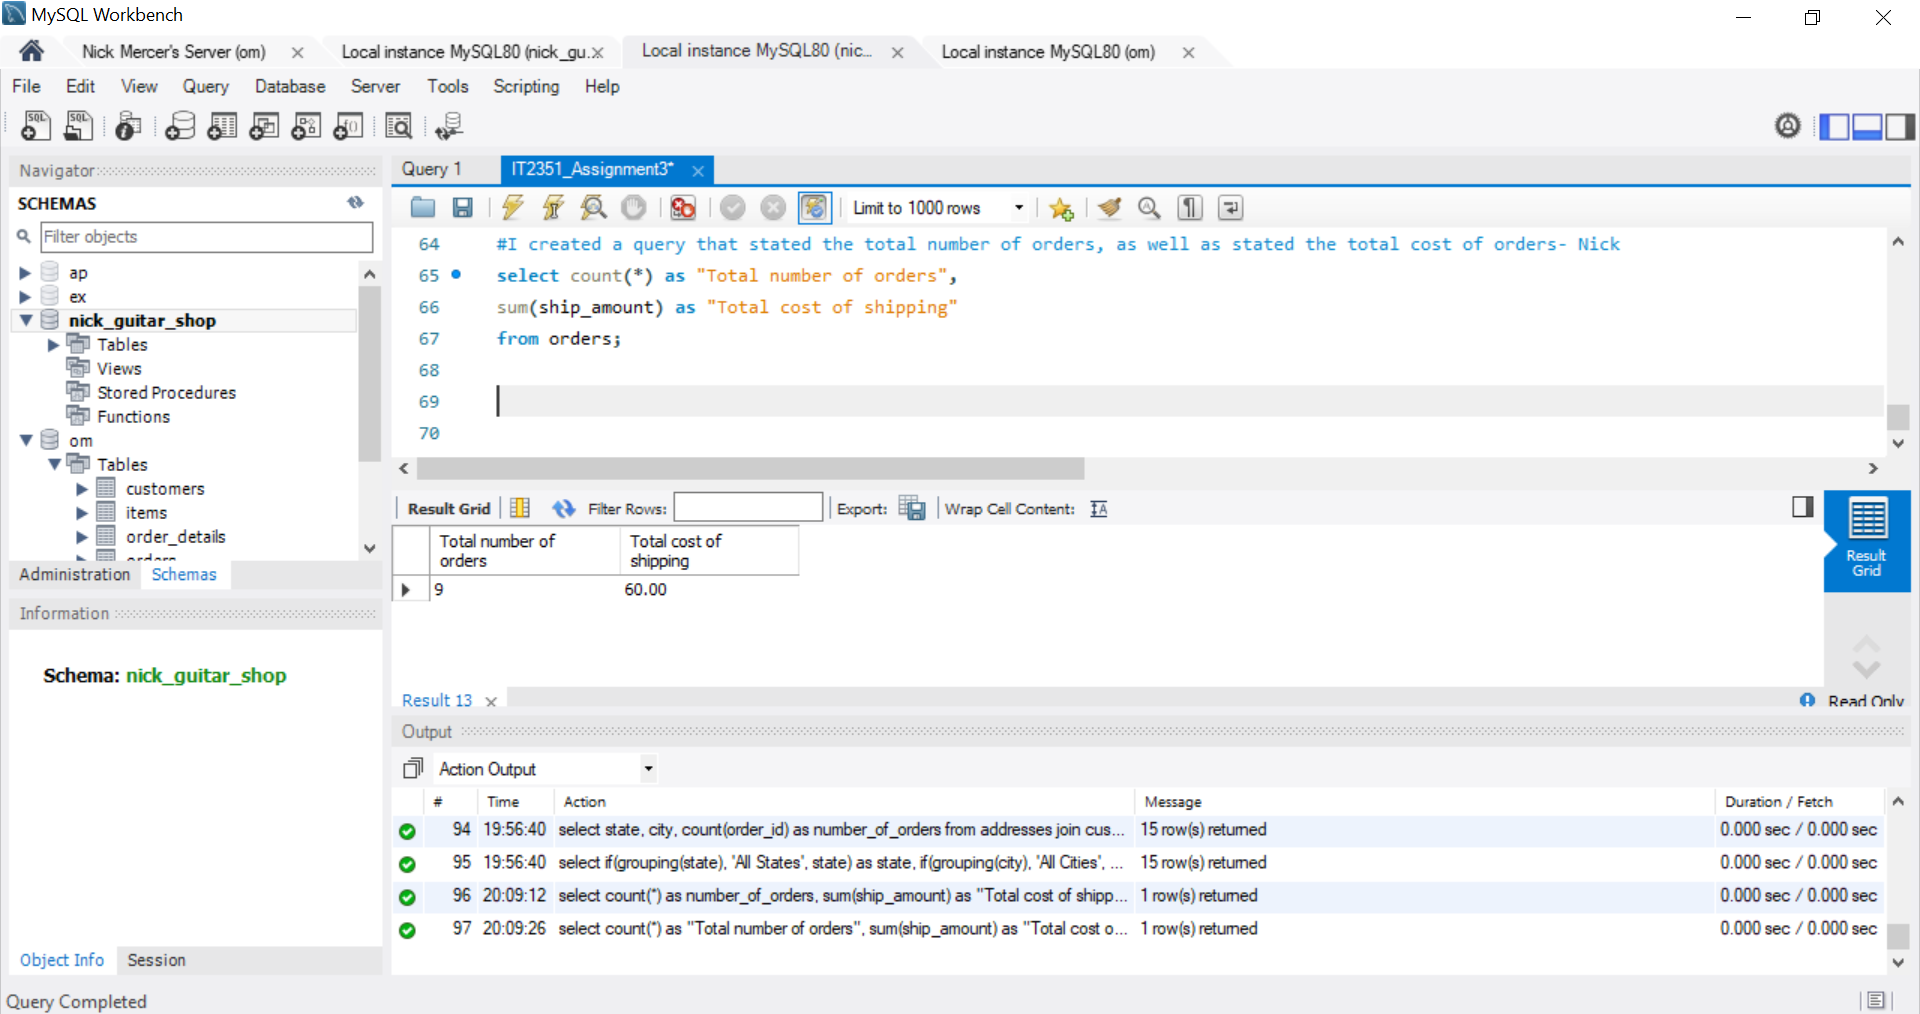 MySQL Workbench
Nick Mercer's Server (om)
Local instance MySQL80 (nick_gu.
Local instance MySQL80 (nic...
Local instance MySQL80 (om)
File Edit View Query Database Server Tools Scripting Help
Navigator
SCHEMAS
Filter objects
ap
ex
nick_guitar_shop
Tables
Views
Stored Procedures
Functions
om
Tables
customers
items
order_details
orders
Administration Schemas
Information
Schema: nick_guitar_shop
Object Info Session
Query Completed
Query 1 IT2351_Assignment3*
Limit to 1000 rows
64 #I created a query that stated the total number of orders, as well as stated the total cost of orders- Nick
65 select count(*) as "Total number of orders",
66 sum(ship_amount) as "Total cost of shipping"
67 from orders;
68
69
70
Result Grid Filter Rows: Export: Wrap Cell Content:
Total number of orders Total cost of shipping
9 60.00
Result Grid
Result 13 Read Only
Output
Action Output
# Time Action Message Duration / Fetch
94 19:56:40 select state, city, count(order_id) as number_of_orders from addresses join cus... 15 row(s) returned 0.000 sec / 0.000 sec
95 19:56:40 select if(grouping(state), 'All States', state) as state, if(grouping(city), 'All Cities', ... 15 row(s) returned 0.000 sec / 0.000 sec
96 20:09:12 select count(*) as number_of_orders, sum(ship_amount) as "Total cost of shipp... 1 row(s) returned 0.000 sec / 0.000 sec
97 20:09:26 select count(*) as "Total number of orders", sum(ship_amount) as "Total cost o... 1 row(s) returned 0.000 sec / 0.000 sec